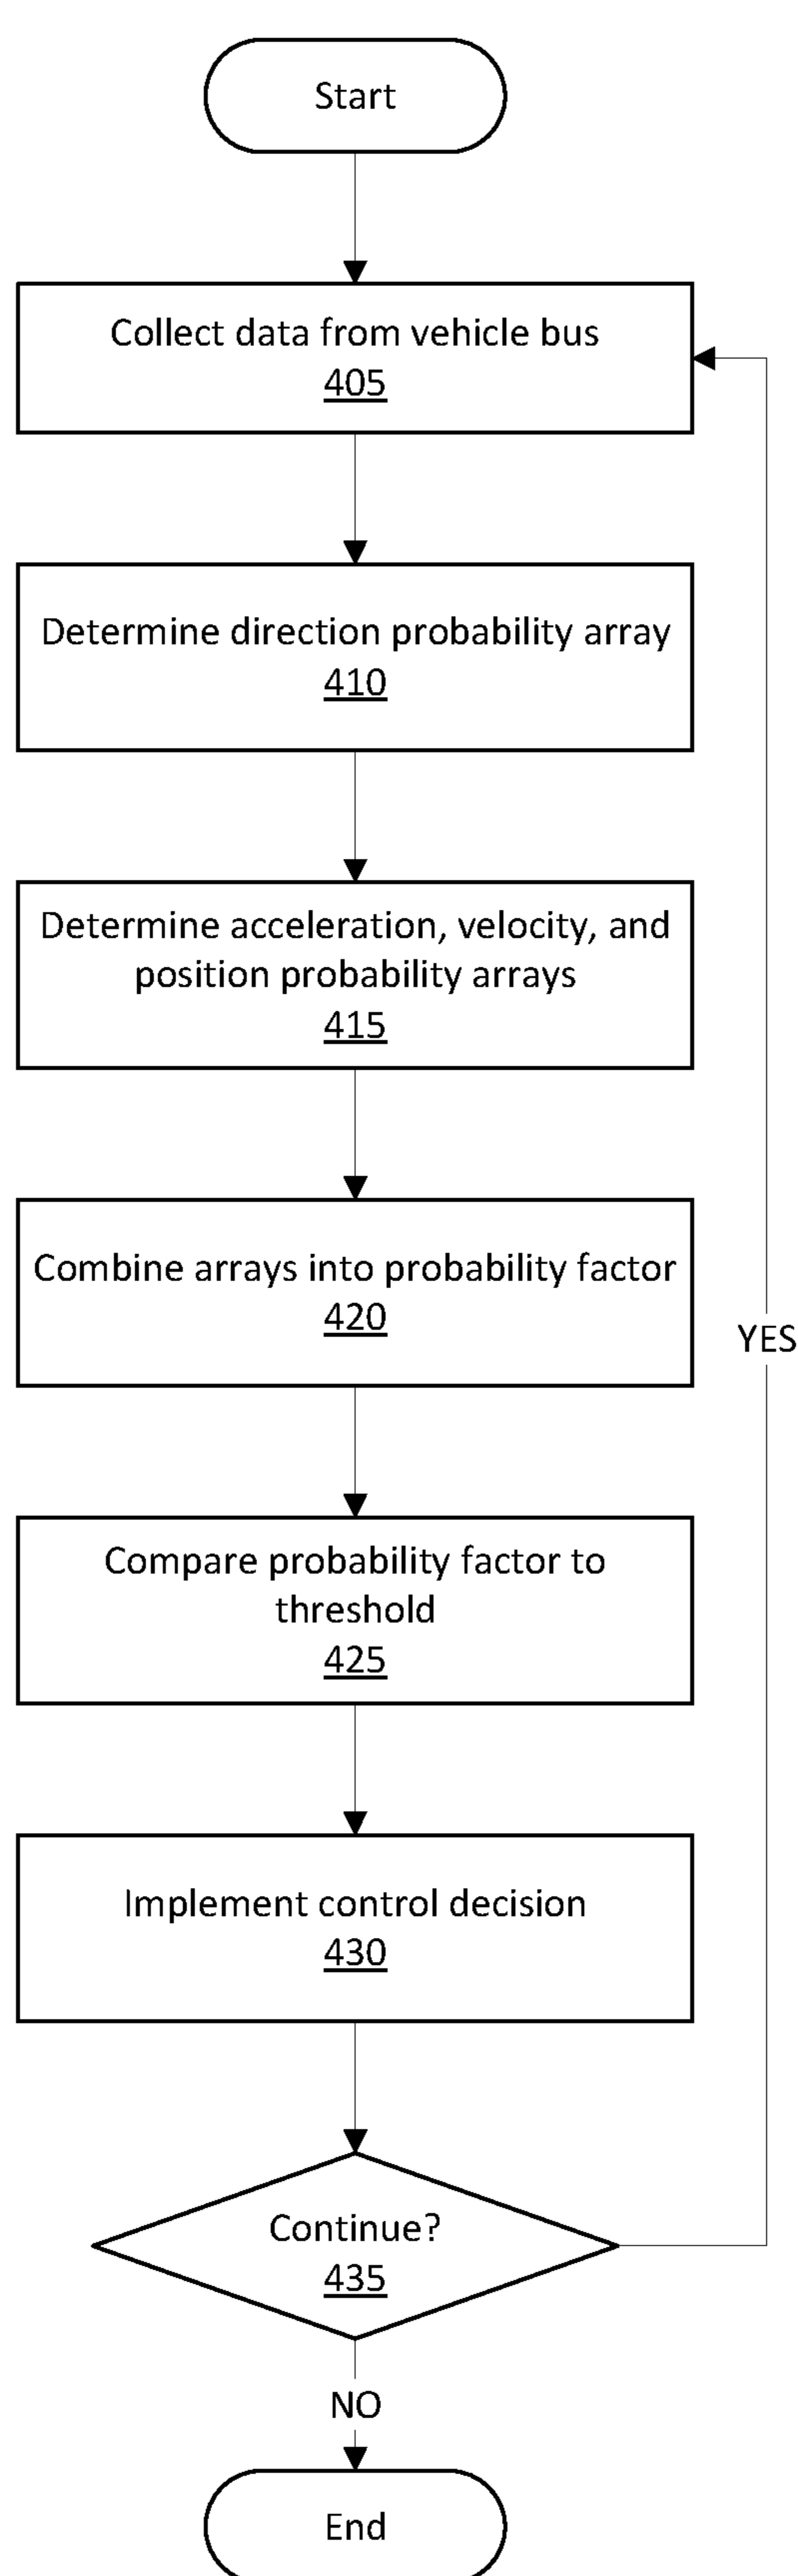 Start
Collect data from vehicle bus
405
Determine direction probability array
410
Determine acceleration, velocity, and
position probability arrays
415
Combine arrays into probability factor
420
YES
Compare probability factor to
threshold
425
Implement control decision
430
Continue?
435
NO
End